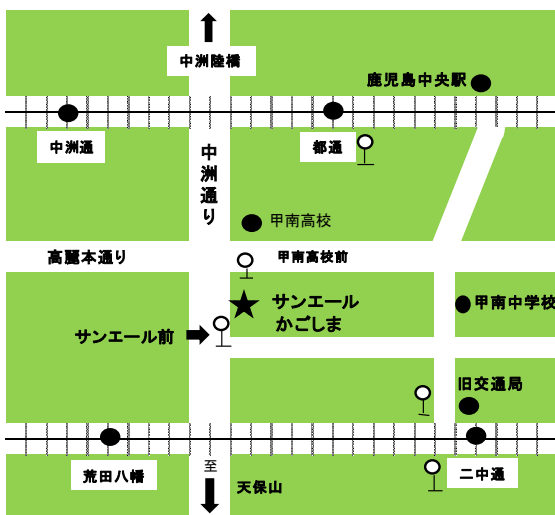 中洲陸橋
鹿児島中央駅
中洲通
都通
中洲通り
甲南高校
高麗本通り
甲南高校前
サンエール
かごしま
甲南中学校
サンエール前
旧交通局
荒田八幡
至
天保山
二中通